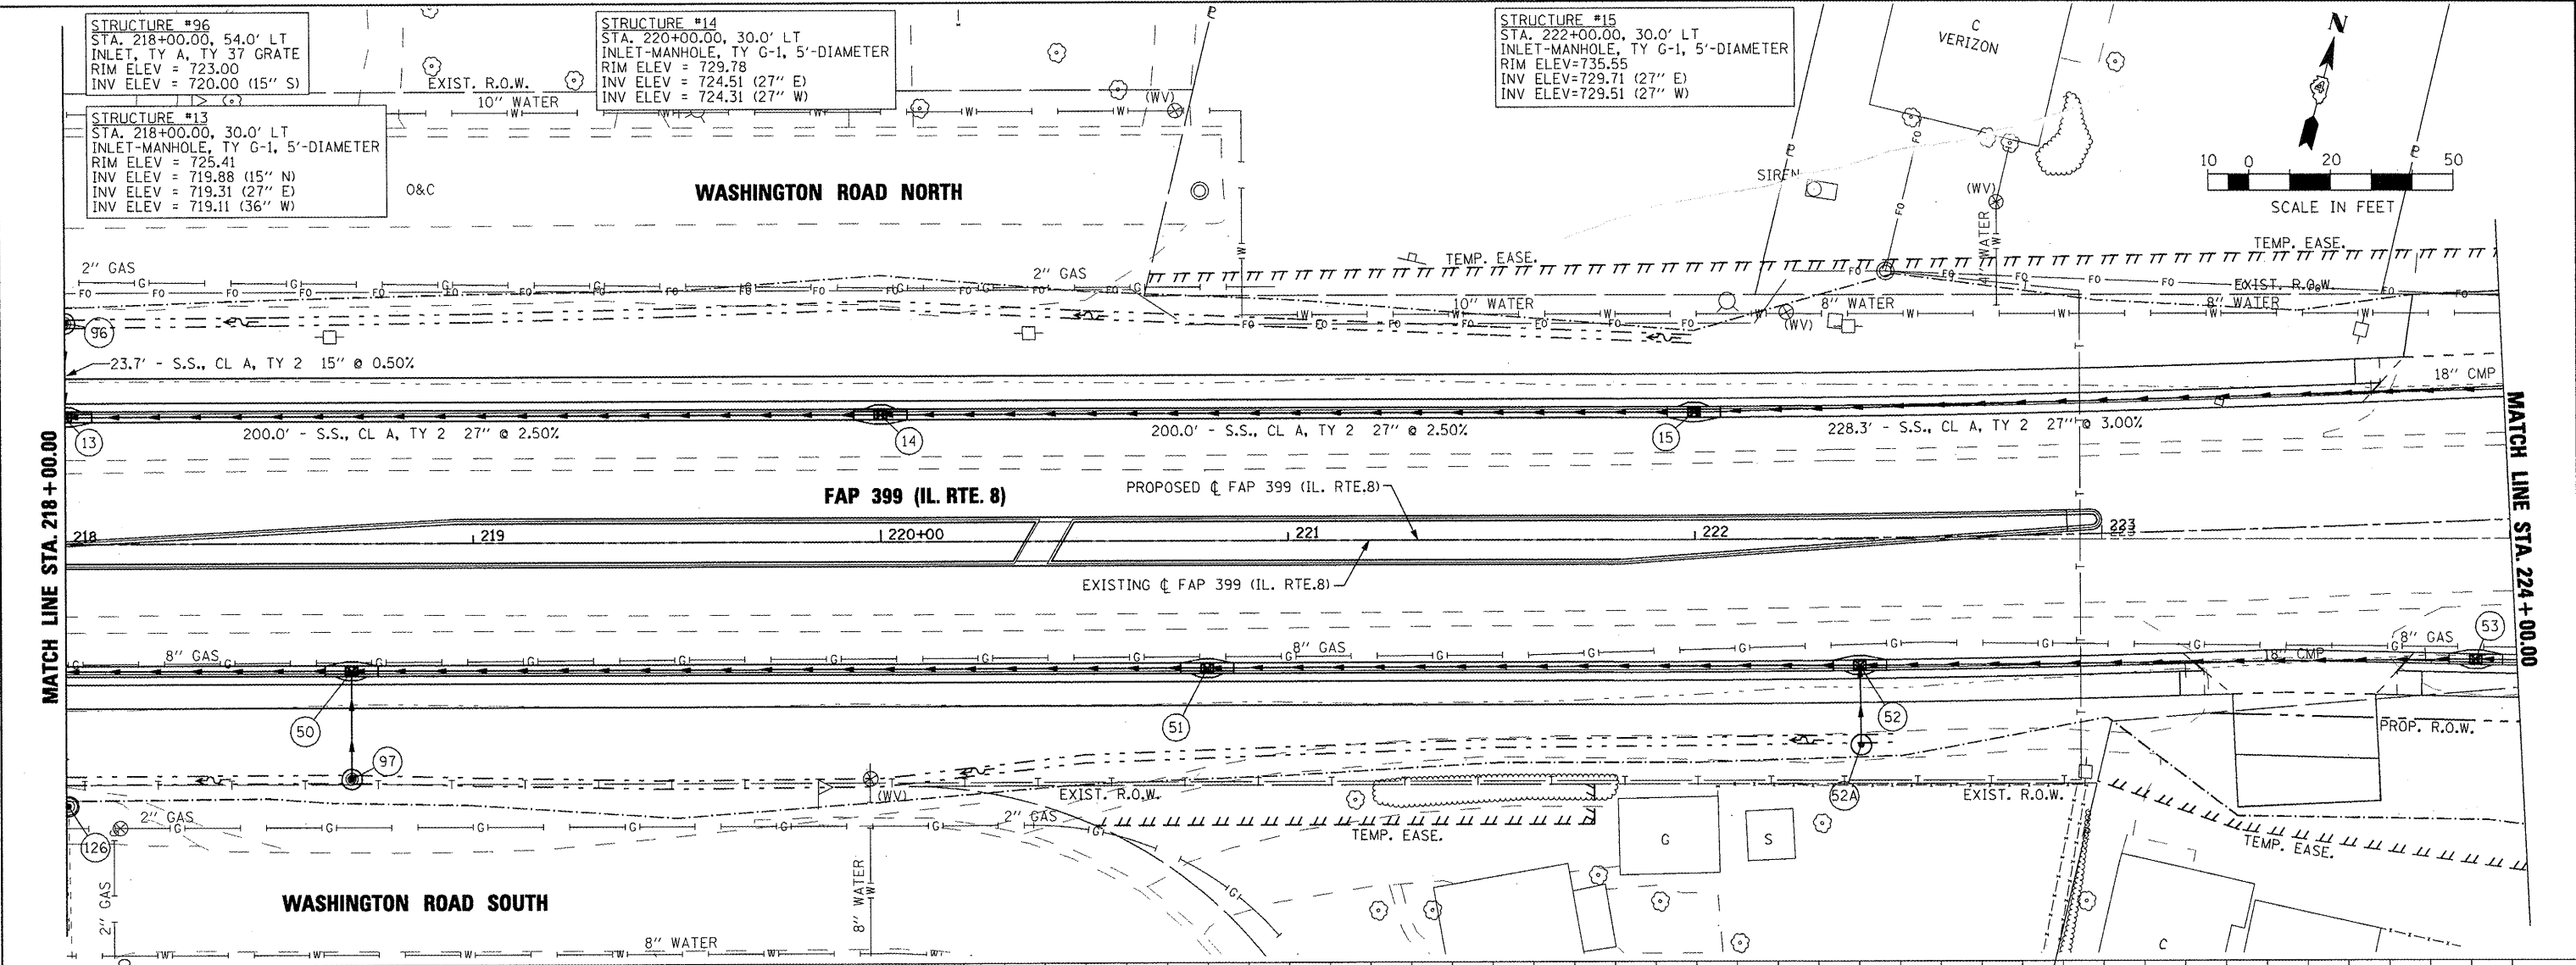 STRUCTURE #96
STA. 218+00.00, 54.0' LT
INLET, TY A, TY 37 GRATE
RIM ELEV = 723.00
INV ELEV = 720.00 (15" S)
STRUCTURE #14
STA. 220+00.00, 30.0' LT
INLET-MANHOLE, TY G-1, 5'-DIAMETER
RIM ELEV = 729.78
INV ELEV = 724.51 (27" E)
INV ELEV = 724.31 (27" W)
STRUCTURE #15
STA. 222+00.00, 30.0' LT
INLET-MANHOLE, TY G-1, 5'-DIAMETER
RIM ELEV=735.55
INV ELEV=729.71 (27" E)
INV ELEV=729.51 (27" W)
C
VERIZON
N
STRUCTURE #13
STA. 218+00.00, 30.0' LT
INLET-MANHOLE, TY G-1, 5'-DIAMETER
RIM ELEV = 725.41
INV ELEV = 719.88 (15" N)
INV ELEV = 719.31 (27" E)
INV ELEV = 719.11 (36" W)
EXIST. R.O.W.
10" WATER
(WV)
O&C
WASHINGTON ROAD NORTH
SIREN
(WV)
4" WATER
10 0 20 50
SCALE IN FEET
TEMP. EASE.
TEMP. EASE.
2" GAS
2" GAS
10" WATER
8" WATER
(WV)
EXIST. R.O.W.
8" WATER
96
23.7' - S.S., CL A, TY 2 15" @ 0.50%
18" CMP
13
200.0' - S.S., CL A, TY 2 27" @ 2.50%
14
200.0' - S.S., CL A, TY 2 27" @ 2.50%
15
228.3' - S.S., CL A, TY 2 27" @ 3.00%
MATCH LINE STA. 218+00.00
MATCH LINE STA. 224+00.00
FAP 399 (IL. RTE. 8)
PROPOSED ℄ FAP 399 (IL. RTE.8)
218
219
220+00
221
222
223
223
EXISTING ℄ FAP 399 (IL. RTE.8)
8" GAS
8" GAS
8" GAS
53
18" CMP
50
51
52
PROP. R.O.W.
97
(WV)
EXIST. R.O.W.
52A
EXIST. R.O.W.
126
2" GAS
2" GAS
TEMP. EASE.
G
S
TEMP. EASE.
2" GAS
8" WATER
WASHINGTON ROAD SOUTH
8" WATER
C